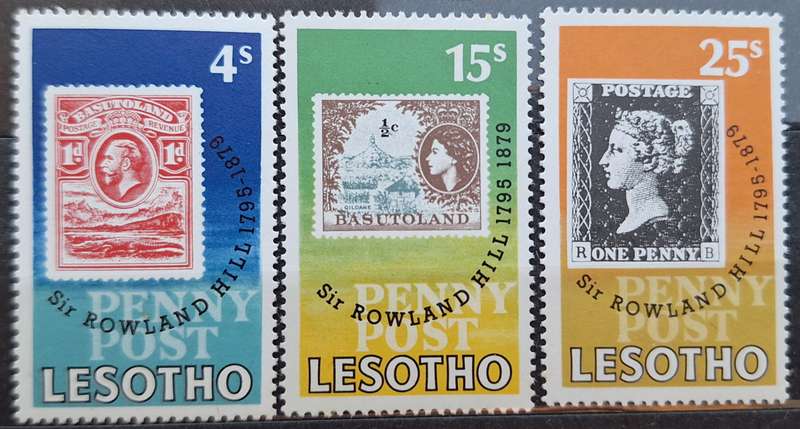 4s
BASUTOLAND
POSTAGE REVENUE
1d 1d
Sir ROWLAND HILL 1795-1879
PENNY
POST
LESOTHO
15s
½c
QILOANE
BASUTOLAND
Sir ROWLAND HILL 1795 1879
PENNY
POST
LESOTHO
25s
POSTAGE
R ONE PENNY B
Sir ROWLAND HILL 1795-1879
PENNY
POST
LESOTHO